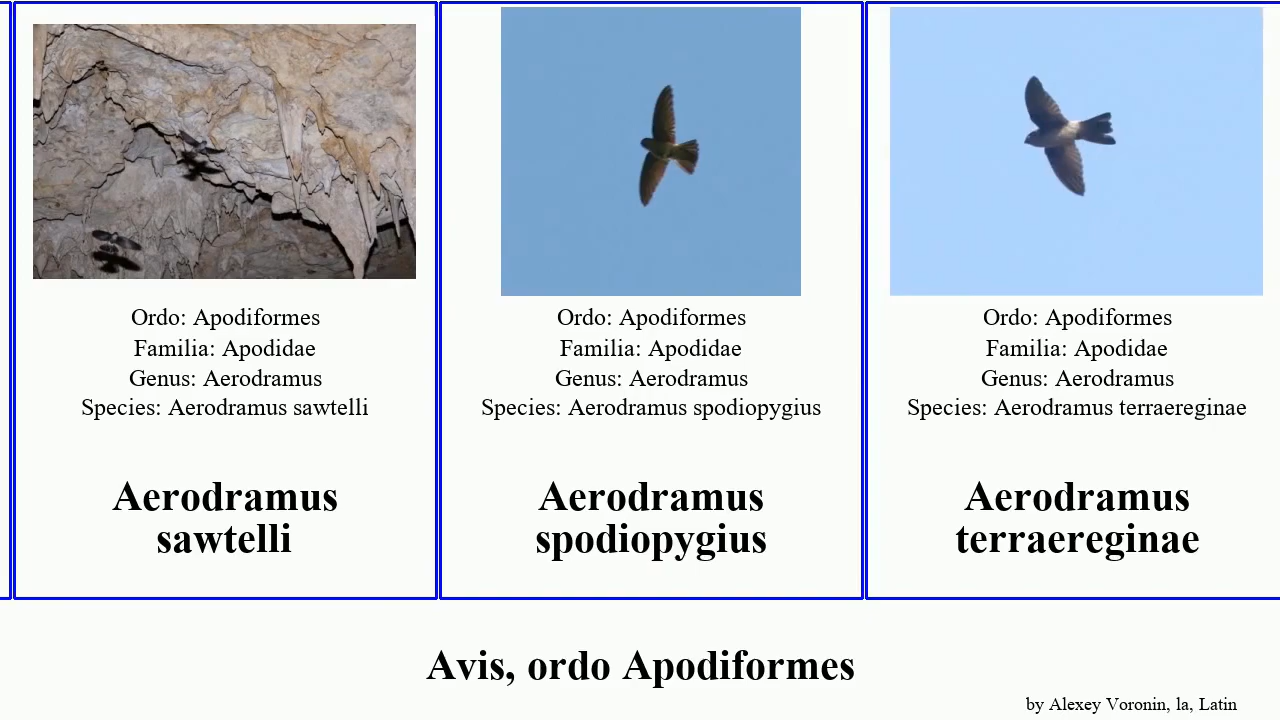 Ordo: Apodiformes
Familia: Apodidae
Genus: Aerodramus
Species: Aerodramus sawtelli
Aerodramus
sawtelli
Ordo: Apodiformes
Familia: Apodidae
Genus: Aerodramus
Species: Aerodramus spodiopygius
Aerodramus
spodiopygius
Ordo: Apodiformes
Familia: Apodidae
Genus: Aerodramus
Species: Aerodramus terraereginae
Aerodramus
terraereginae
Avis, ordo Apodiformes
by Alexey Voronin, la, Latin